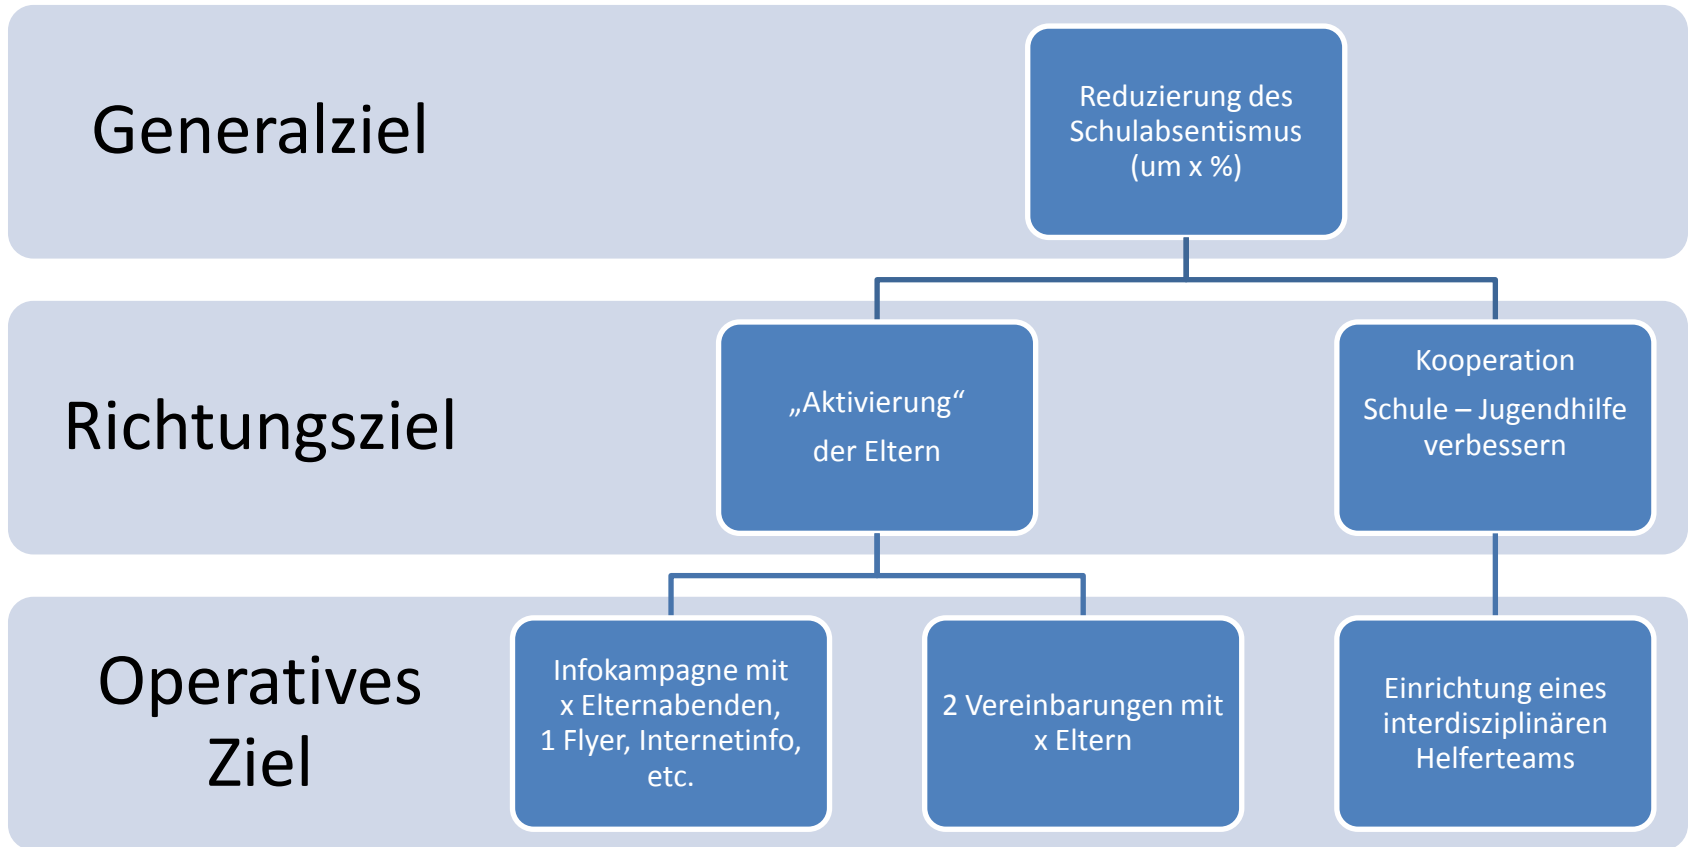 Generalziel
Reduzierung des
Schulabsentismus
(um x %)
Richtungsziel
„Aktivierung“
der Eltern
Kooperation
Schule – Jugendhilfe
verbessern
Operatives
Ziel
Infokampagne mit
x Elternabenden,
1 Flyer, Internetinfo,
etc.
2 Vereinbarungen mit
x Eltern
Einrichtung eines
interdisziplinären
Helferteams